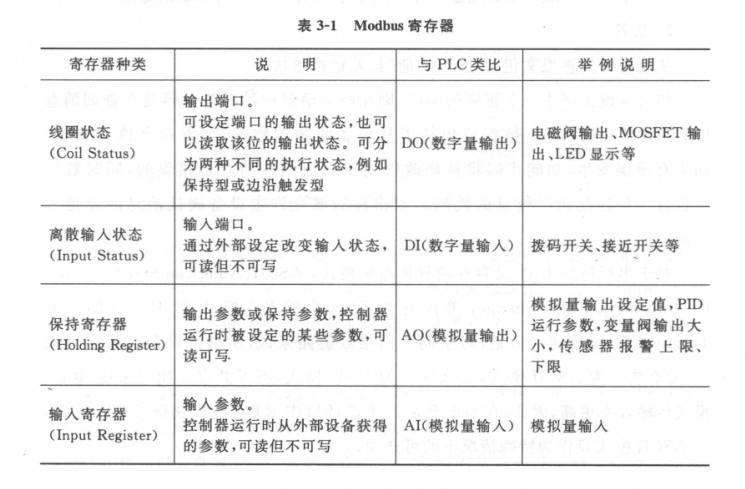 表 3-1 Modbus 寄存器
寄存器种类
说 明
与 PLC 类比
举 例 说 明
线圈状态
(Coil Status)
输出端口。
可设定端口的输出状态,也可
以读取该位的输出状态。可分
为两种不同的执行状态,例如
保持型或边沿触发型
DO(数字量输出)
电磁阀输出、MOSFET 输
出、LED 显示等
离散输入状态
(Input Status)
输入端口。
通过外部设定改变输入状态,
可读但不可写
DI(数字量输入)
拨码开关、接近开关等
保持寄存器
(Holding Register)
输出参数或保持参数,控制器
运行时被设定的某些参数,可
读可写.
AO(模拟量输出)
模拟量输出设定值,PID
运行参数,变量阀输出大
小,传感器报警上限、
下限
输入寄存器
(Input Register)
输入参数。
控制器运行时从外部设备获得
的参数,可读但不可写
AI(模拟量输入)
模拟量输入